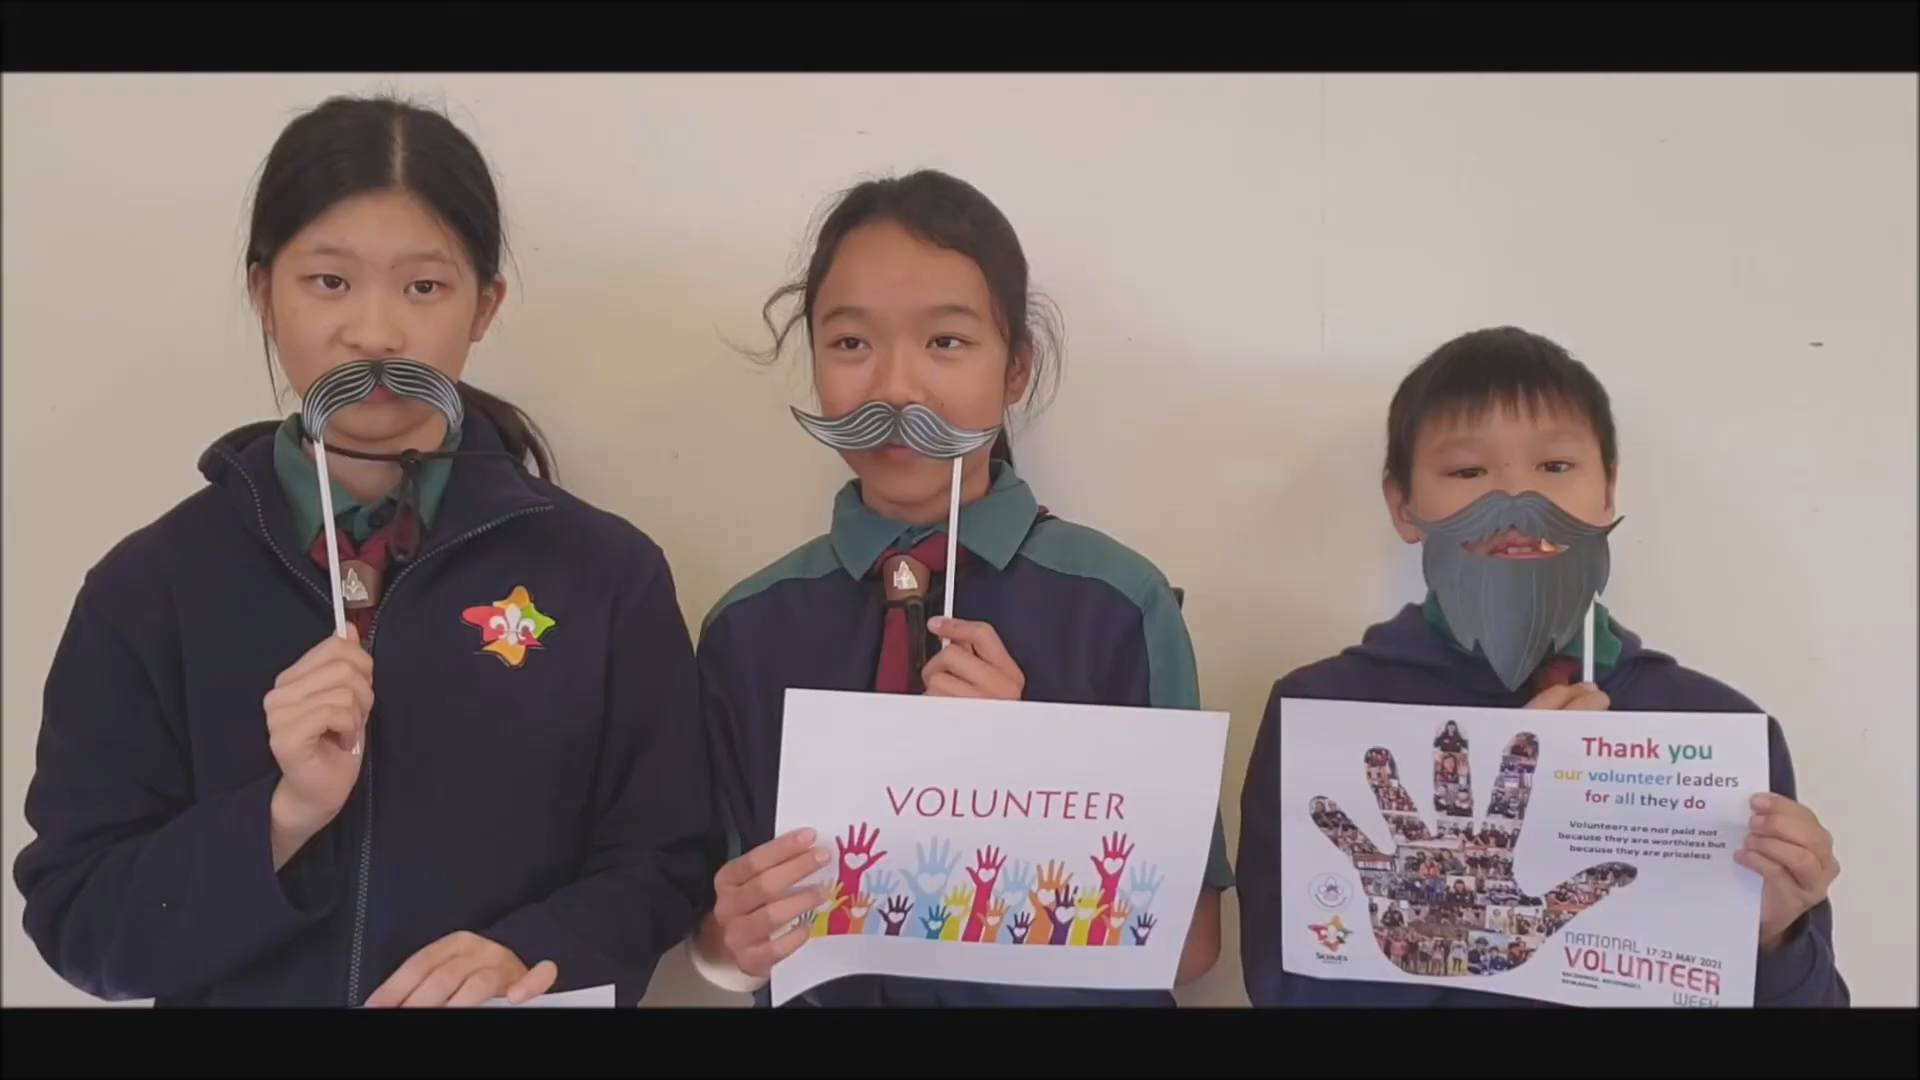 VOLUNTEER
Thank you
our volunteer leaders
for all they do
Volunteers are not paid not
because they are worthless but
because they are priceless
Scouts
NATIONAL 17-23 MAY 2021
VOLUNTEER
WEEK